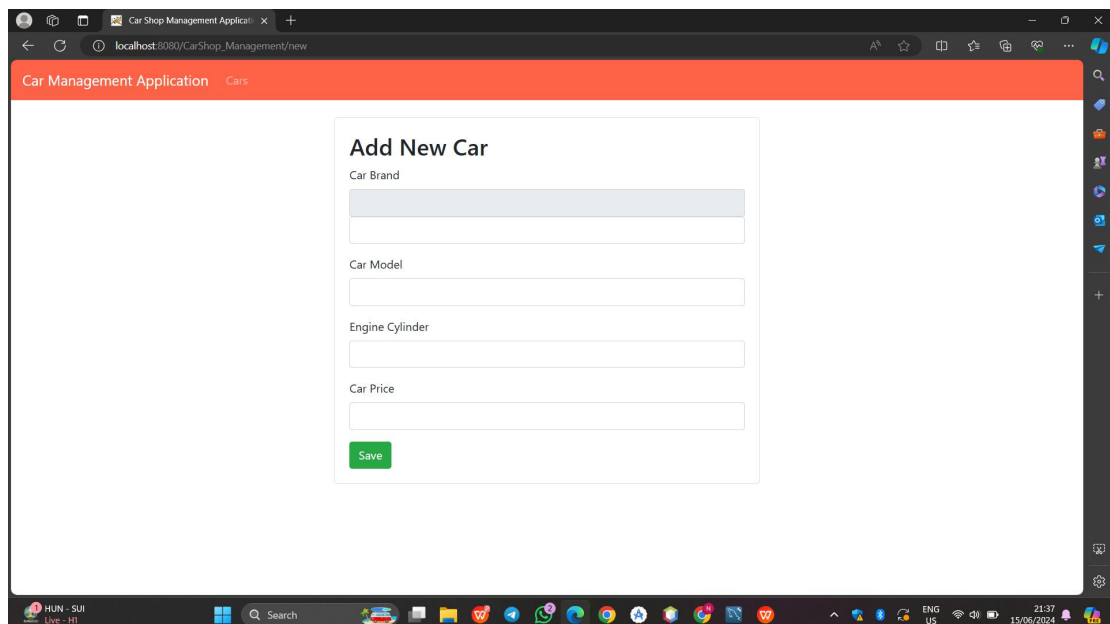 Car Shop Management Applicati
localhost:8080/CarShop_Management/new
Car Management Application Cars
Add New Car
Car Brand
Car Model
Engine Cylinder
Car Price
Save
1 HUN - SUI
Live - H1
Search
ENG
US
21:37
15/06/2024